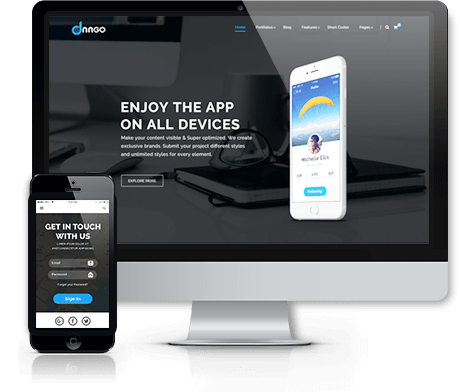 DNNGO
Home Portfolios Blog Features Short Codes Pages
ENJOY THE APP
ON ALL DEVICES
Make your content visible & Super optimized. We create
exclusive brands. Submit your project different styles
and unlimited styles for every element.
EXPLORE MORE
Michelle Ellis
Following
GET IN TOUCH
WITH US
Email
Password
Forgot your Password?
Sign In